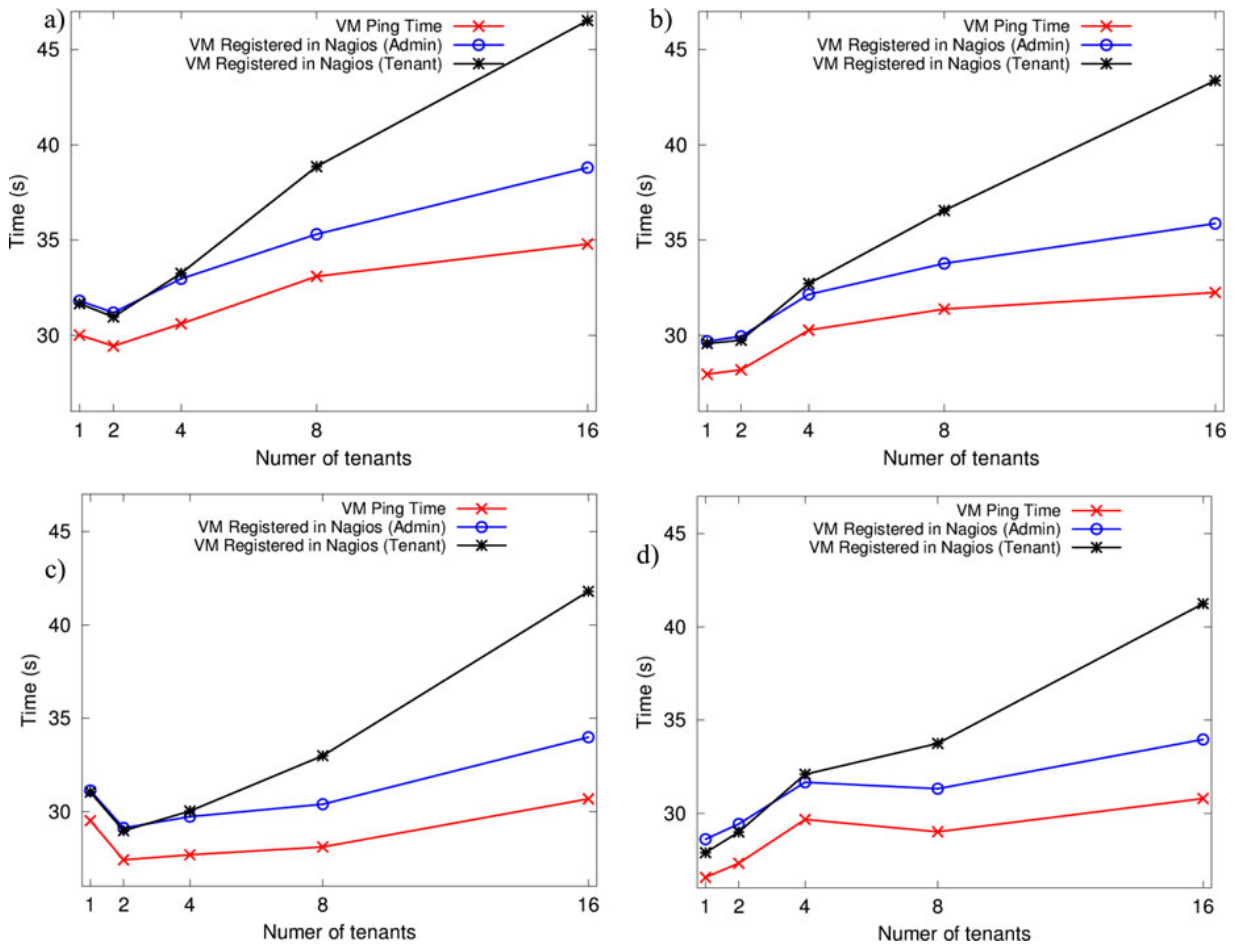 a)
VM Ping Time
VM Registered in Nagios (Admin)
VM Registered in Nagios (Tenant)
45
40
35
30
Time (s)
1 2 4 8 16
Numer of tenants
b)
VM Ping Time
VM Registered in Nagios (Admin)
VM Registered in Nagios (Tenant)
45
40
35
30
Time (s)
1 2 4 8 16
Numer of tenants
c)
VM Ping Time
VM Registered in Nagios (Admin)
VM Registered in Nagios (Tenant)
45
40
35
30
Time (s)
1 2 4 8 16
Numer of tenants
d)
VM Ping Time
VM Registered in Nagios (Admin)
VM Registered in Nagios (Tenant)
45
40
35
30
Time (s)
1 2 4 8 16
Numer of tenants